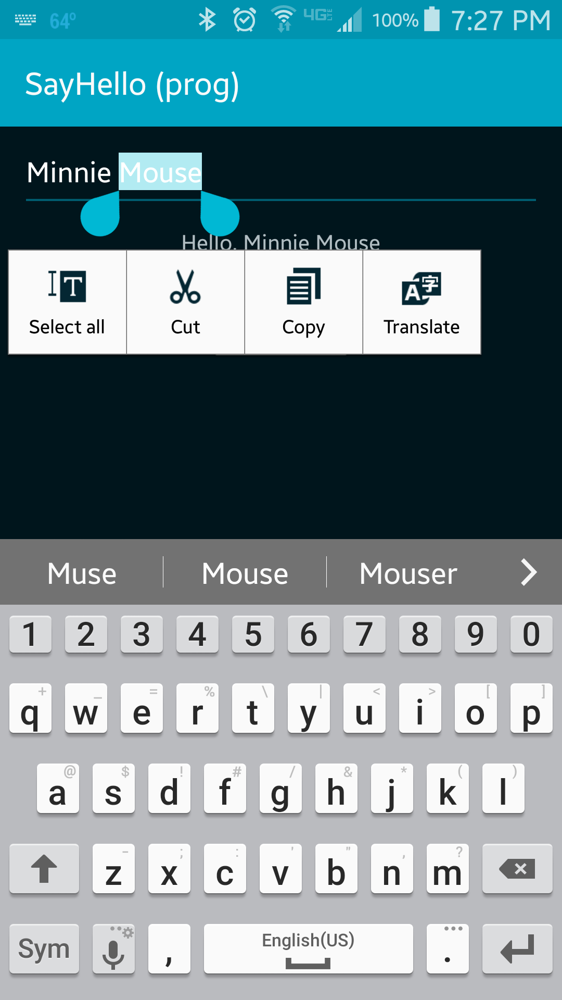 64° 4G LTE 100% 7:27 PM
SayHello (prog)
Minnie Mouse
Hello, Minnie Mouse
Select all Cut Copy Translate
Muse Mouse Mouser
1 2 3 4 5 6 7 8 9 0
+ _ = % \ | < > [ ]
q w e r t y u i o p
@ $ ! # / & * ( )
a s d f g h j k l
- ; : ' " , ?
z x c v b n m
Sym , English(US) .